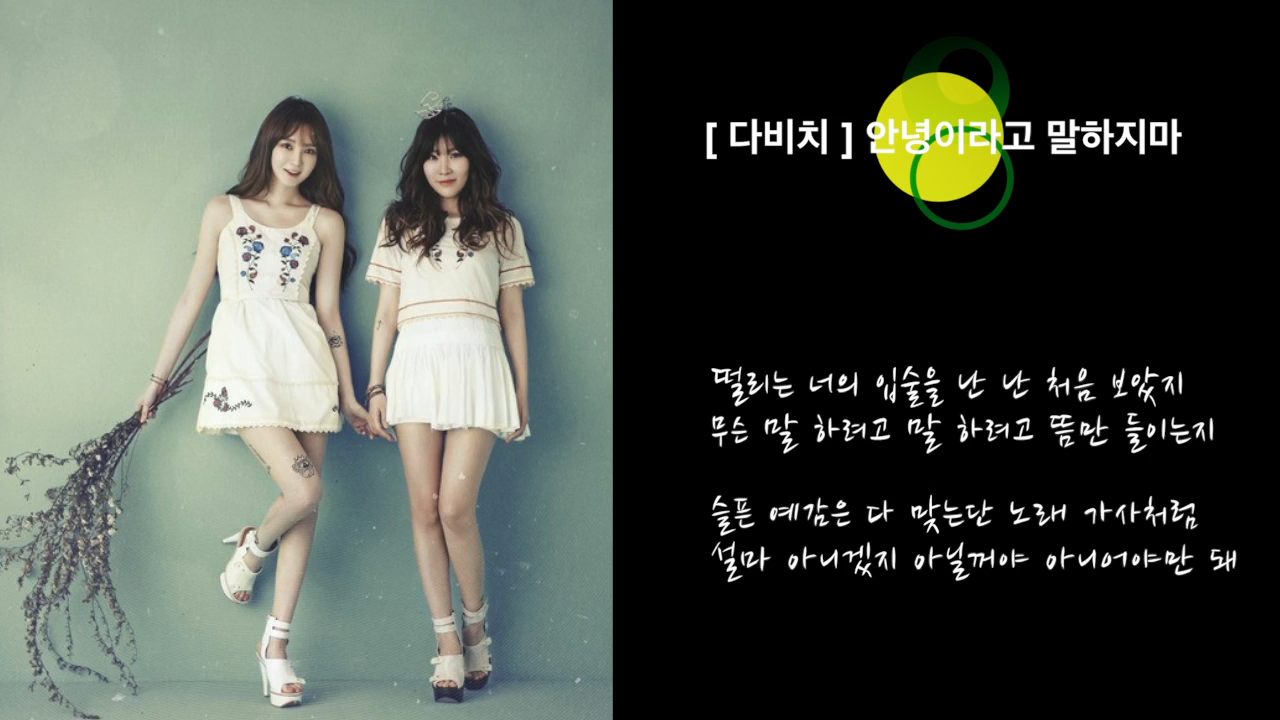 [ 다비치 ] 안녕이라고 말하지마
떨리는 너의 입술을 난 난 처음 보았지
무슨 말 하려고 말 하려고 뜸만 들이는지
슬픈 예감은 다 맞는단 노래 가사처럼
설마 아니겠지 아닐꺼야 아니어야만 돼